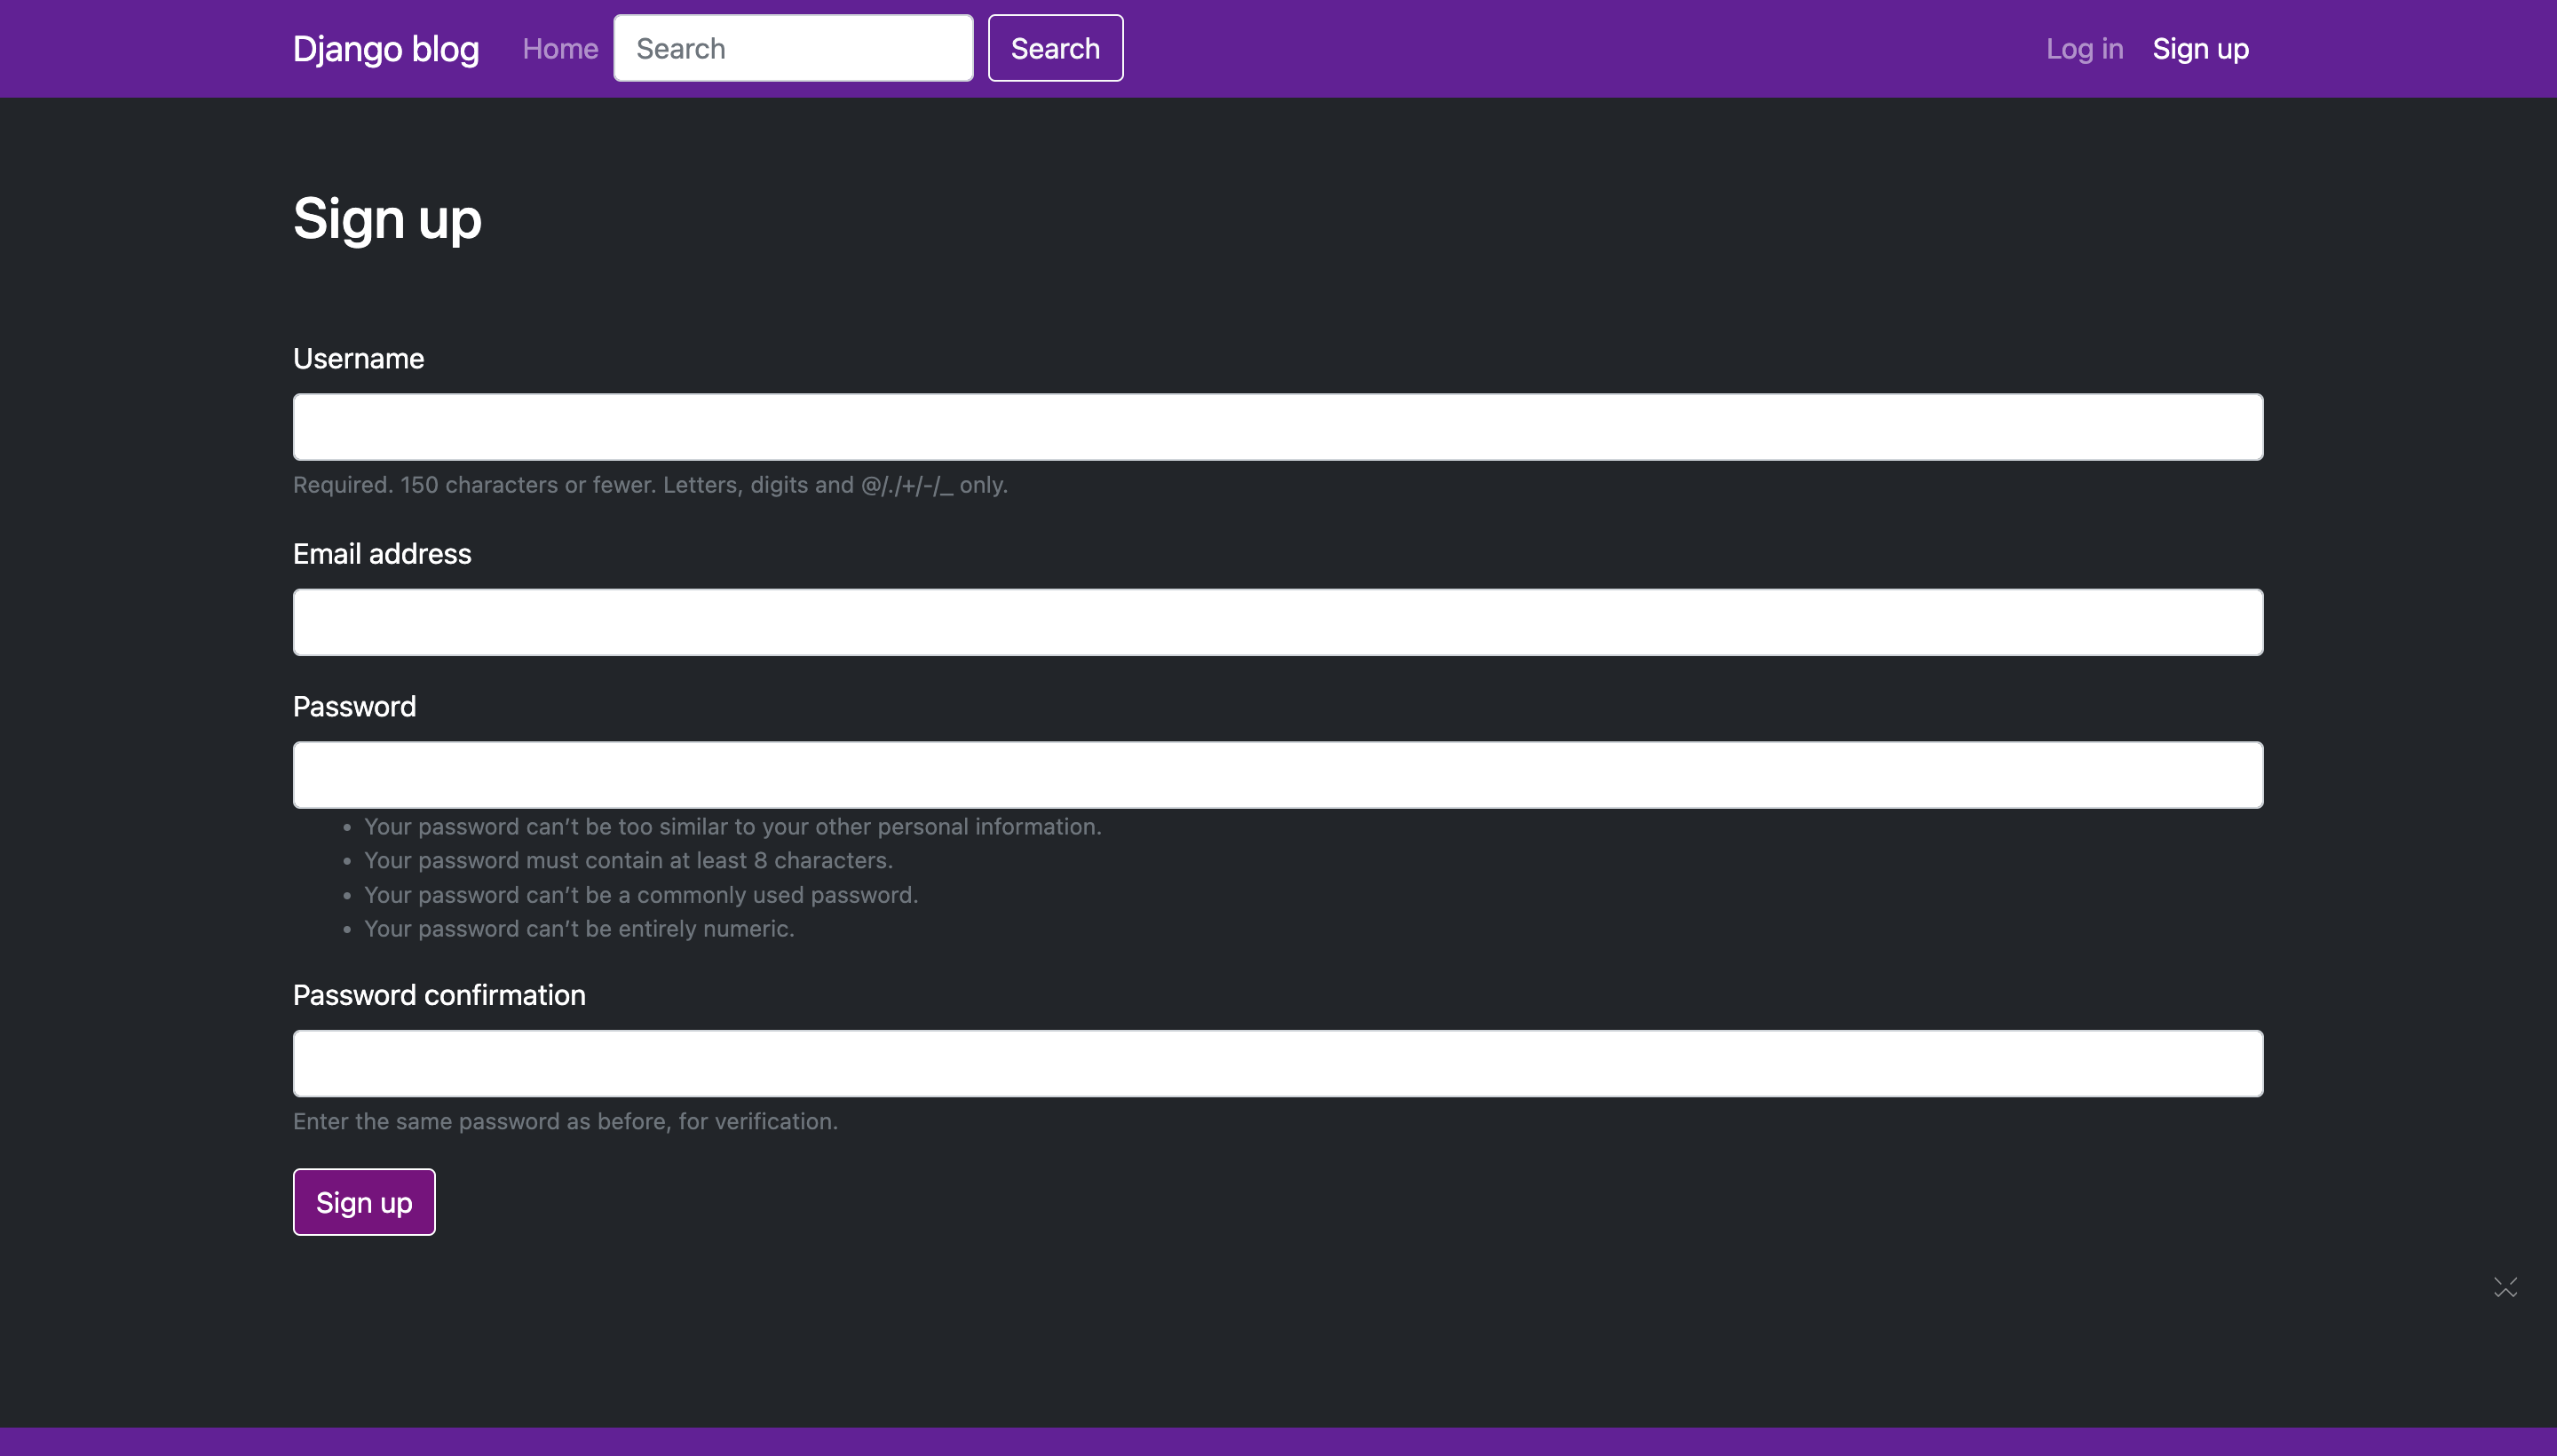 Django blog Home Search Search Log in Sign up
Sign up
Username
Required. 150 characters or fewer. Letters, digits and @/./+/-/_ only.
Email address
Password
• Your password can’t be too similar to your other personal information.
• Your password must contain at least 8 characters.
• Your password can’t be a commonly used password.
• Your password can’t be entirely numeric.
Password confirmation
Enter the same password as before, for verification.
Sign up